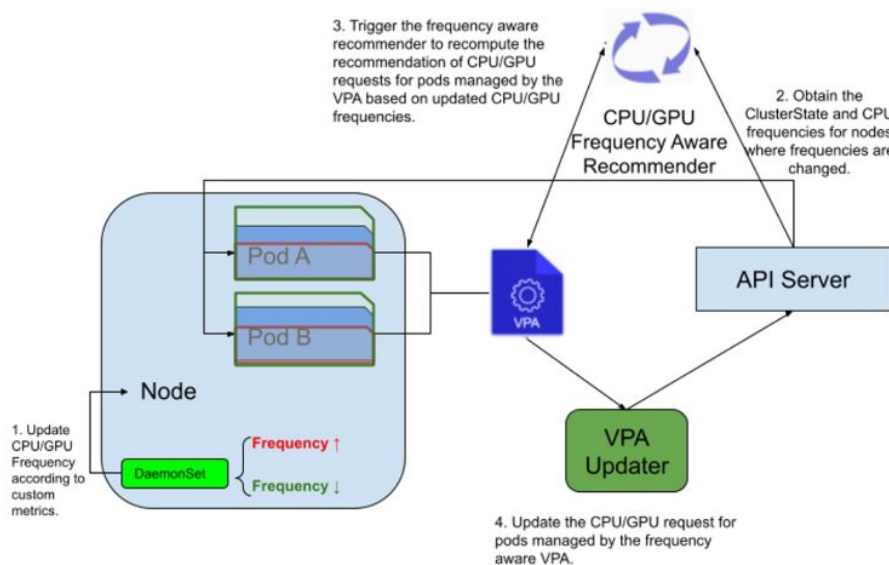 3. Trigger the frequency aware
recommender to recompute the
recommendation of CPU/GPU
requests for pods managed by the
VPA based on updated CPU/GPU
frequencies.
CPU/GPU
Frequency Aware
Recommender
2. Obtain the
ClusterState and CPU
frequencies for nodes
where frequencies are
changed.
Pod A
Pod B
VPA
API Server
Node
1. Update
CPU/GPU
Frequency
according to
custom
metrics.
DaemonSet
Frequency ↑
Frequency ↓
VPA
Updater
4. Update the CPU/GPU request for
pods managed by the frequency
aware VPA.